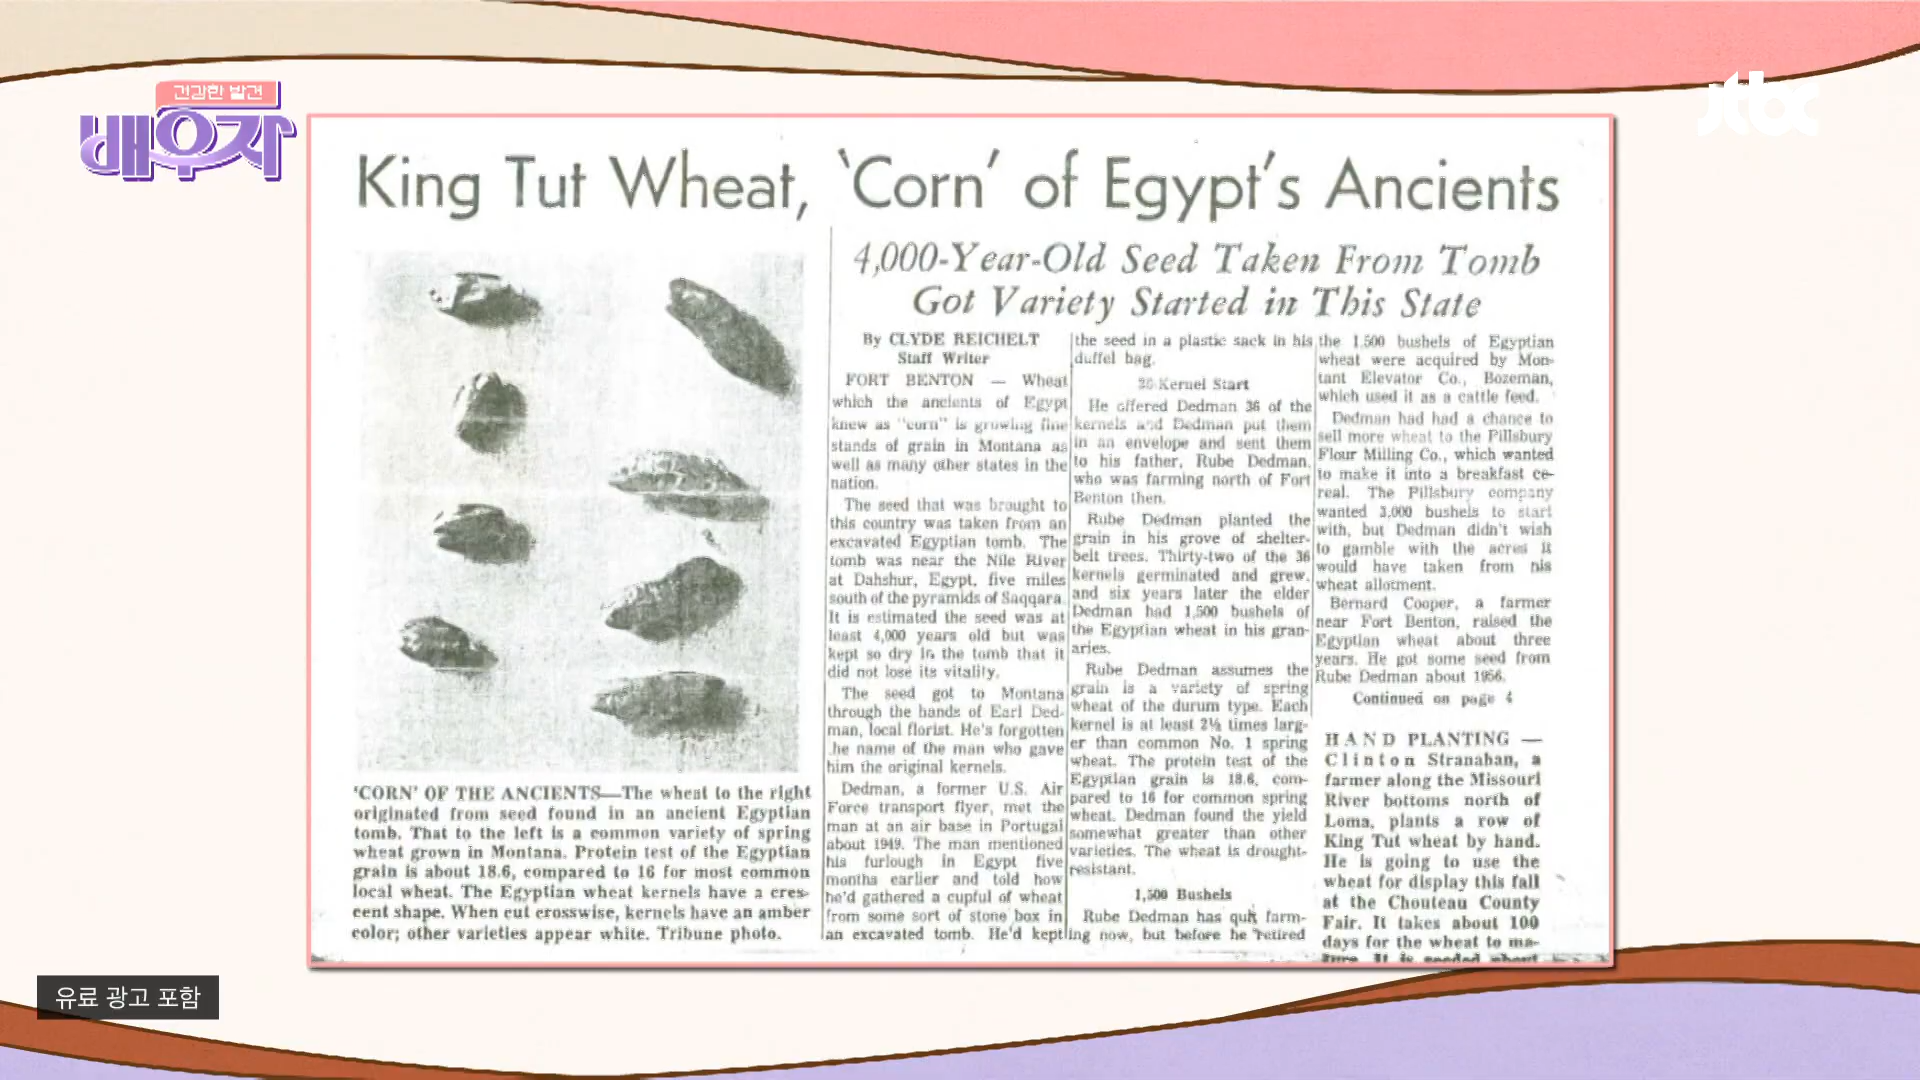 건강한 발견
배우자
jtbc
King Tut Wheat, 'Corn' of Egypt's Ancients
4,000-Year-Old Seed Taken From Tomb
Got Variety Started in This State
'CORN' OF THE ANCIENTS—The wheat to the right
originated from seed found in an ancient Egyptian
tomb. That to the left is a common variety of spring
wheat grown in Montana. Protein test of the Egyptian
grain is about 18.6, compared to 16 for most common
local wheat. The Egyptian wheat kernels have a cres-
cent shape. When cut crosswise, kernels have an amber
color; other varieties appear white. Tribune photo.
By CLYDE REICHELT
Staff Writer
FORT BENTON — Wheat
which the ancients of Egypt
knew as "corn" is growing fine
stands of grain in Montana as
well as many other states in the
nation.
The seed that was brought to
this country was taken from an
excavated Egyptian tomb. The
tomb was near the Nile River
at Dahshur, Egypt, five miles
south of the pyramids of Saqqara.
It is estimated the seed was at
least 4,000 years old but was
kept so dry in the tomb that it
did not lose its vitality.
The seed got to Montana
through the hands of Earl Ded-
man, local florist. He's forgotten
the name of the man who gave
him the original kernels.
Dedman, a former U.S. Air
Force transport flyer, met the
man at an air base in Portugal
about 1949. The man mentioned
his furlough in Egypt five
months earlier and told how
he'd gathered a cupful of wheat
from some sort of stone box in
an excavated tomb. He'd kept
the seed in a plastic sack in his
duffel bag.
36 Kernel Start
He offered Dedman 36 of the
kernels and Dedman put them
in an envelope and sent them
to his father, Rube Dedman,
who was farming north of Fort
Benton then.
Rube Dedman planted the
grain in his grove of shelter-
belt trees. Thirty-two of the 36
kernels germinated and grew,
and six years later the elder
Dedman had 1,500 bushels of
the Egyptian wheat in his gran-
aries.
Rube Dedman assumes the
grain is a variety of spring
wheat of the durum type. Each
kernel is at least 2½ times larg-
er than common No. 1 spring
wheat. The protein test of the
Egyptian grain is 18.6, com-
pared to 16 for common spring
wheat. Dedman found the yield
somewhat greater than other
varieties. The wheat is drought-
resistant.
1,500 Bushels
Rube Dedman has quit farm-
ing now, but before he retired
the 1,500 bushels of Egyptian
wheat were acquired by Mon-
tant Elevator Co., Bozeman,
which used it as a cattle feed.
Dedman had had a chance to
sell more wheat to the Pillsbury
Flour Milling Co., which wanted
to make it into a breakfast ce-
real. The Pillsbury company
wanted 3,000 bushels to start
with, but Dedman didn't wish
to gamble with the acres it
would have taken from his
wheat allotment.
Bernard Cooper, a farmer
near Fort Benton, raised the
Egyptian wheat about three
years. He got some seed from
Rube Dedman about 1956.
Continued on page 4
HAND PLANTING —
Clinton Stranahan, a
farmer along the Missouri
River bottoms north of
Loma, plants a row of
King Tut wheat by hand.
He is going to use the
wheat for display this fall
at the Chouteau County
Fair. It takes about 100
days for the wheat to ma-
ture. It is seeded about
유료 광고 포함